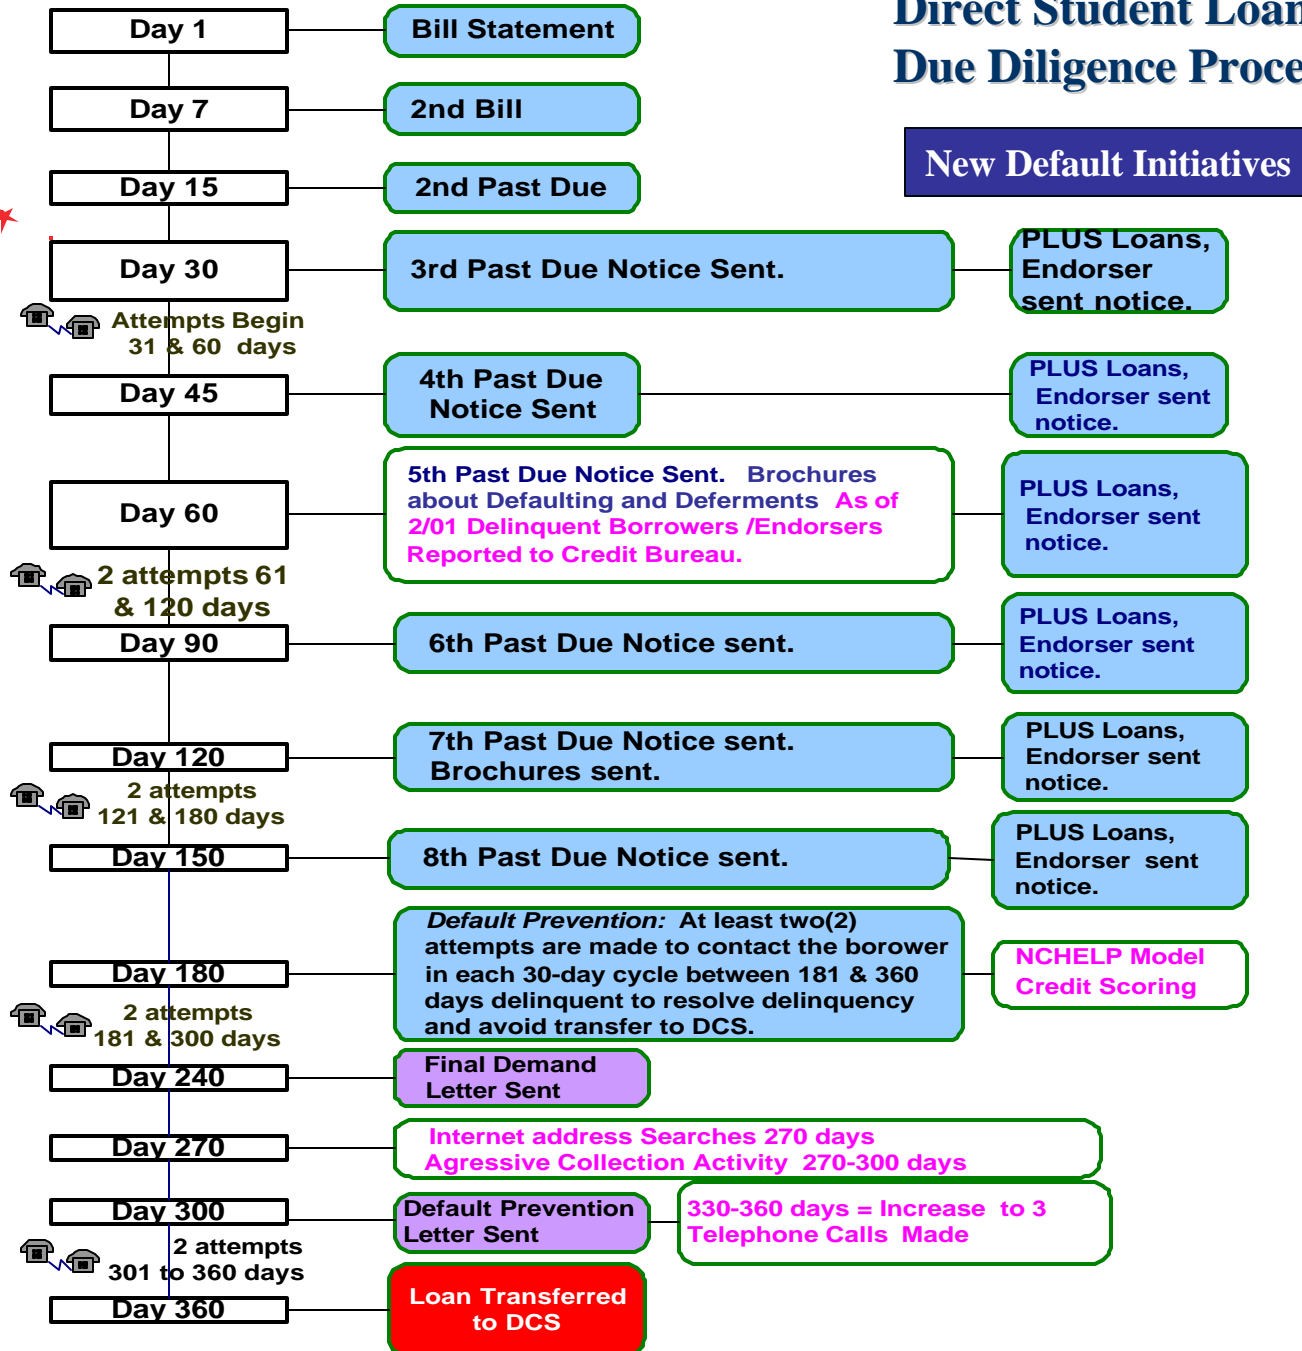 Direct Student Loan
Due Diligence Proce
New Default Initiatives
Day 1
Bill Statement
Day 7
2nd Bill
Day 15
2nd Past Due
Day 30
3rd Past Due Notice Sent.
PLUS Loans,
Endorser
sent notice.
Attempts Begin
31 & 60 days
Day 45
4th Past Due
Notice Sent
PLUS Loans,
Endorser sent
notice.
Day 60
5th Past Due Notice Sent. Brochures
about Defaulting and Deferments As of
2/01 Delinquent Borrowers /Endorsers
Reported to Credit Bureau.
PLUS Loans,
Endorser sent
notice.
2 attempts 61
& 120 days
Day 90
6th Past Due Notice sent.
PLUS Loans,
Endorser sent
notice.
Day 120
7th Past Due Notice sent.
Brochures sent.
PLUS Loans,
Endorser sent
notice.
2 attempts
121 & 180 days
Day 150
8th Past Due Notice sent.
PLUS Loans,
Endorser sent
notice.
Day 180
Default Prevention: At least two(2)
attempts are made to contact the borower
in each 30-day cycle between 181 & 360
days delinquent to resolve delinquency
and avoid transfer to DCS.
NCHELP Model
Credit Scoring
2 attempts
181 & 300 days
Day 240
Final Demand
Letter Sent
Day 270
Internet address Searches 270 days
Agressive Collection Activity 270-300 days
Day 300
Default Prevention
Letter Sent
330-360 days = Increase to 3
Telephone Calls Made
2 attempts
301 to 360 days
Day 360
Loan Transferred
to DCS